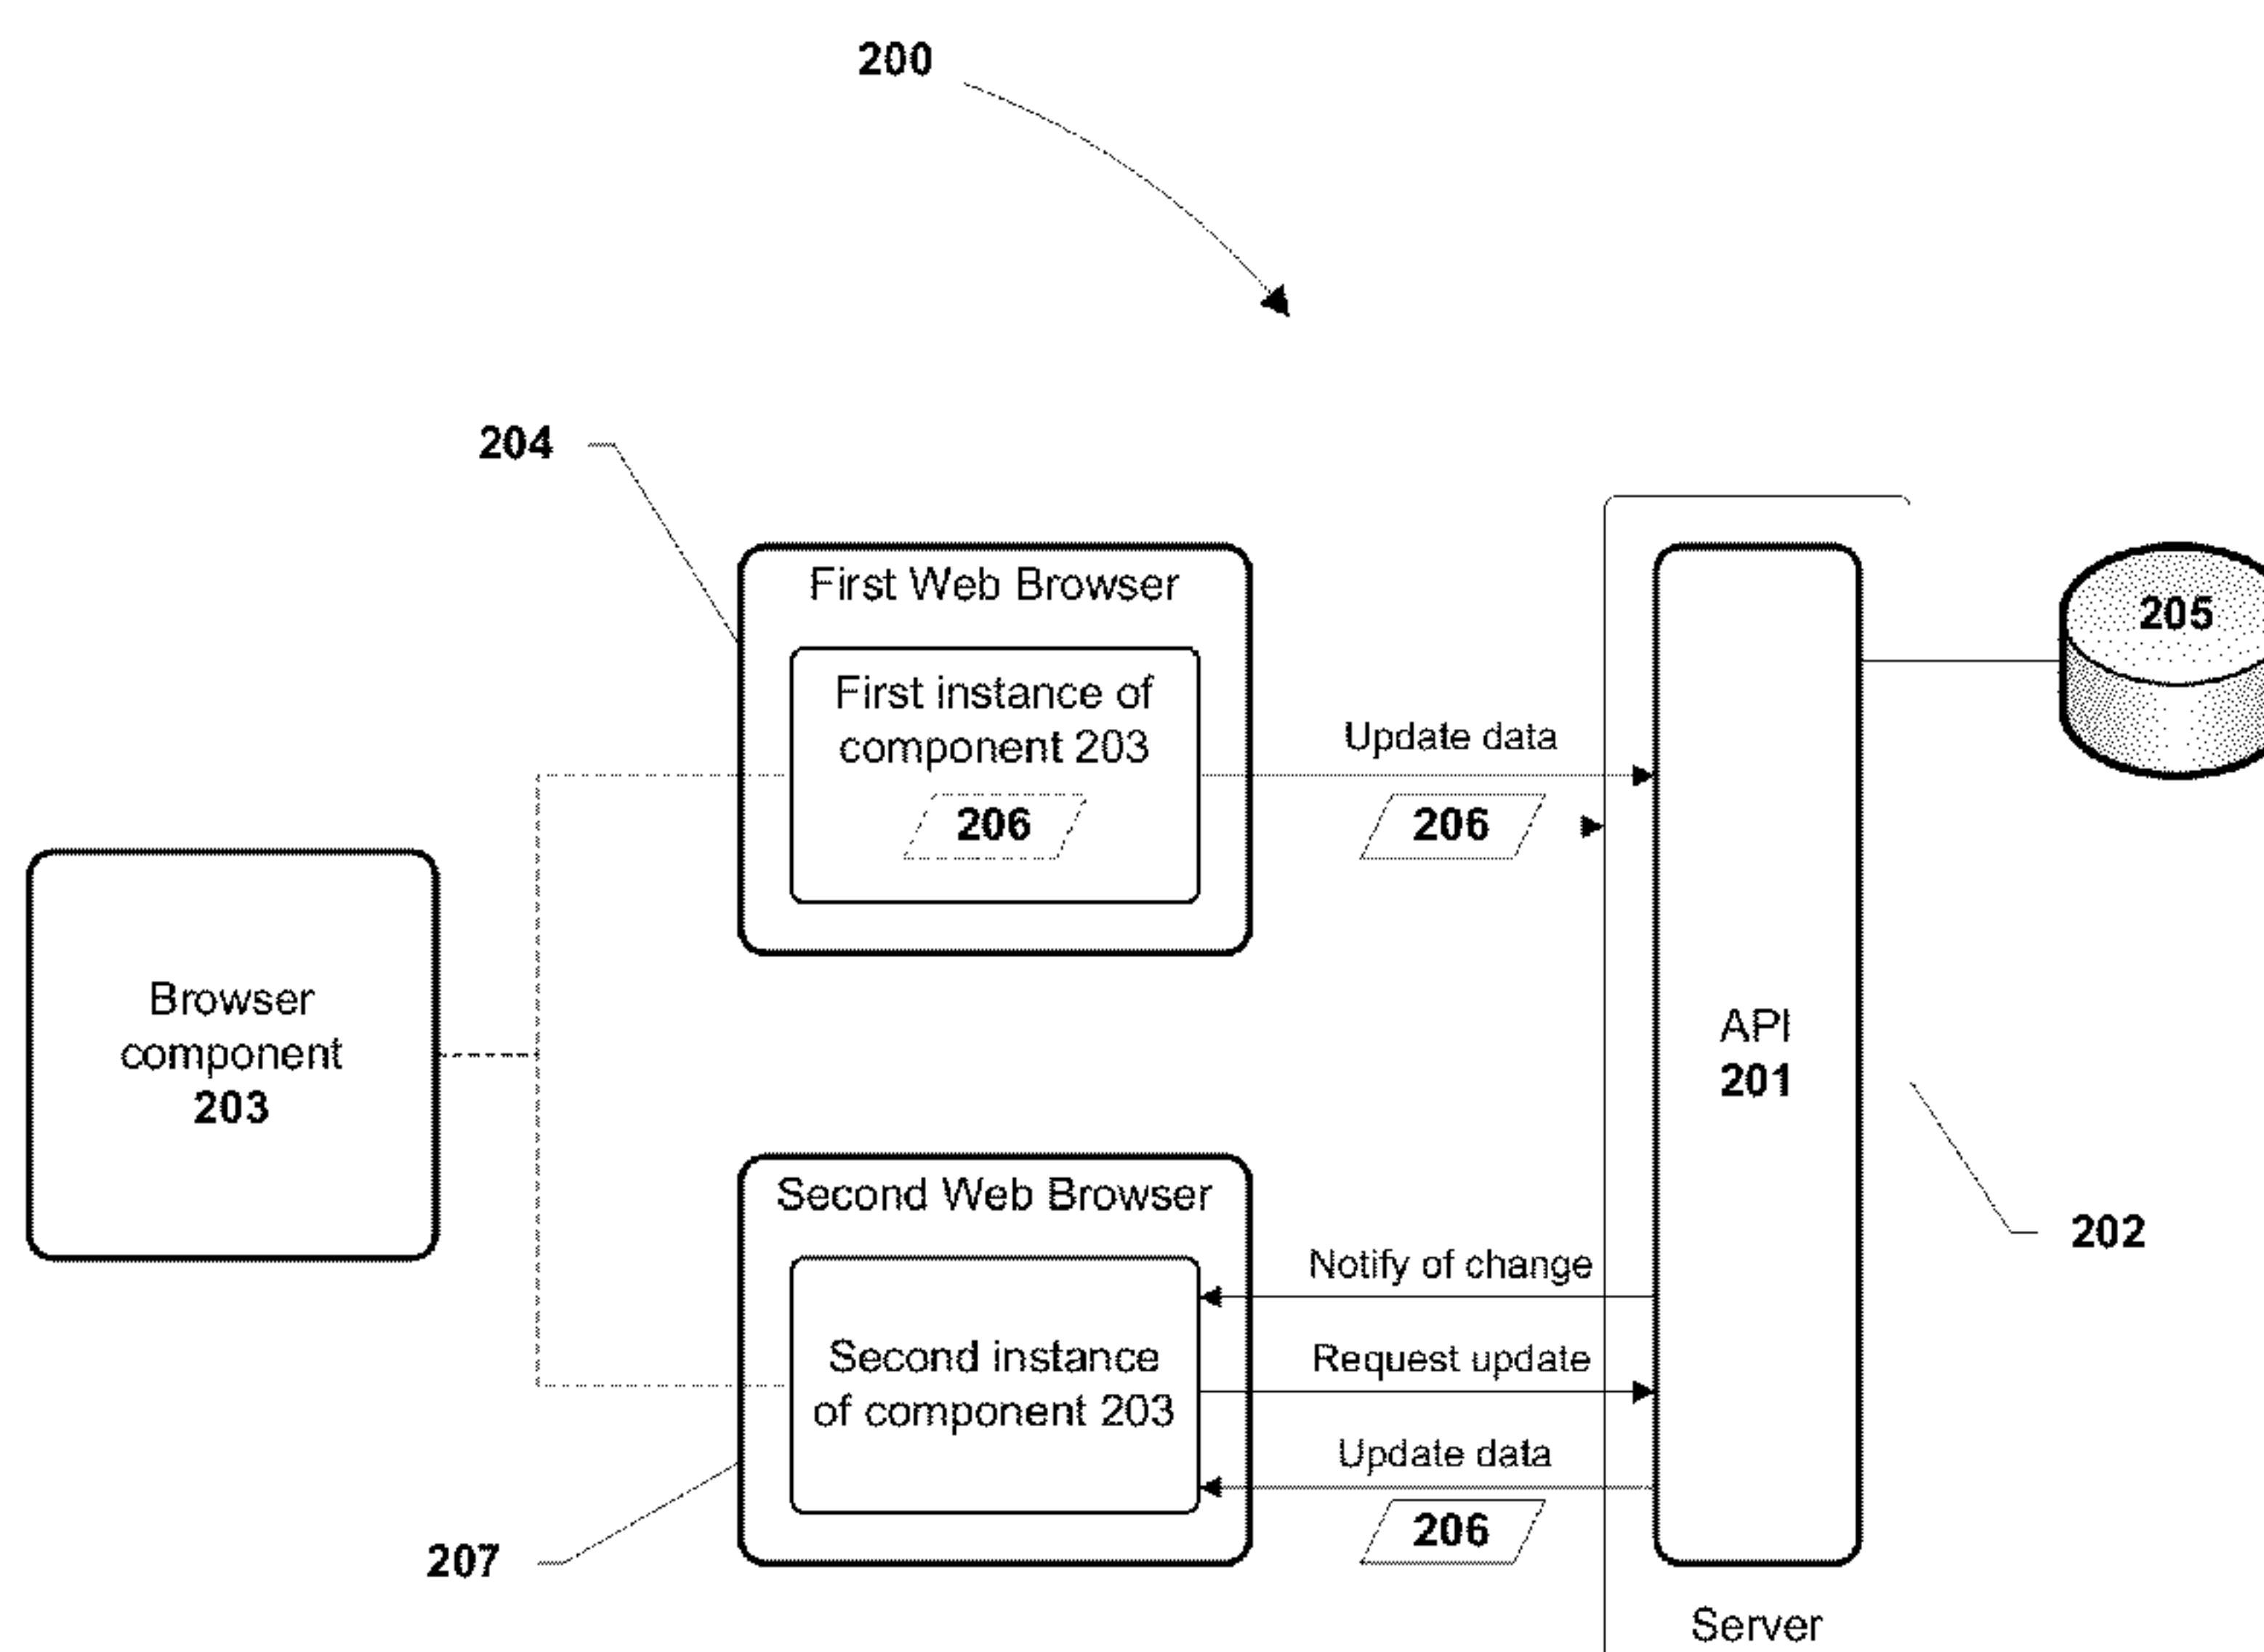 200
204
First Web Browser
First instance of
component 203
206
Update data
206
205
Browser
component
203
API
201
202
Second Web Browser
Second instance
of component 203
Notify of change
Request update
Update data
206
207
Server